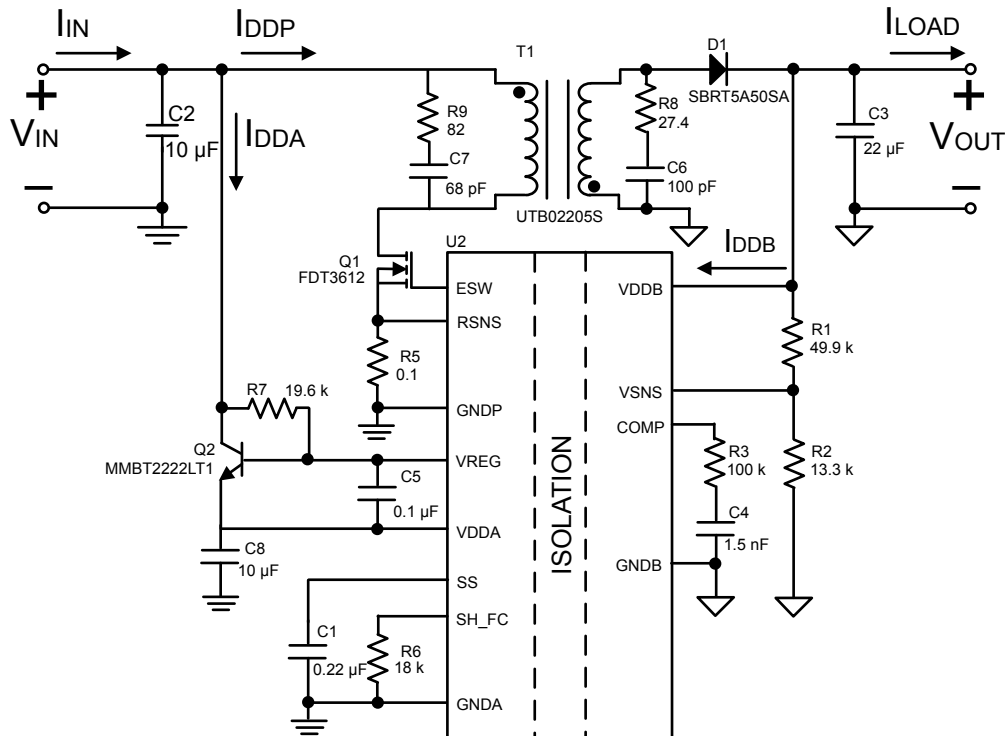 IIN
IDDP
ILOAD
T1
D1
SBRT5A50SA
+
VIN
–
C2
10 µF
IDDA
R9
82
C7
68 pF
R8
27.4
C6
100 pF
UTB02205S
C3
22 µF
+
VOUT
–
Q1
FDT3612
U2
IDDB
ESW
VDDB
RSNS
R5
0.1
R1
49.9 k
R7
19.6 k
GNDP
VSNS
COMP
Q2
MMBT2222LT1
VREG
C5
0.1 µF
R3
100 k
R2
13.3 k
VDDA
C4
1.5 nF
C8
10 µF
GNDB
ISOLATION
SS
SH_FC
C1
0.22 µF
R6
18 k
GNDA